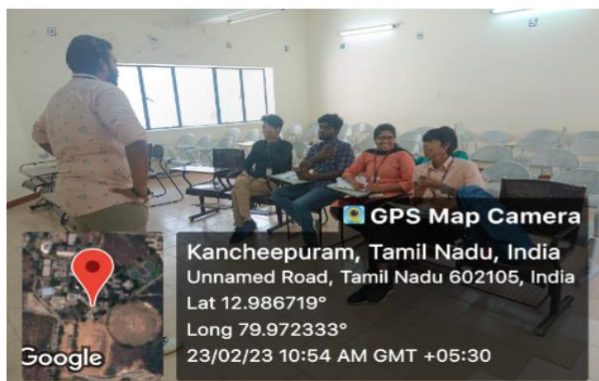 GPS Map Camera
Kancheepuram, Tamil Nadu, India
Unnamed Road, Tamil Nadu 602105, India
Lat 12.986719°
Long 79.972333°
23/02/23 10:54 AM GMT +05:30
Google